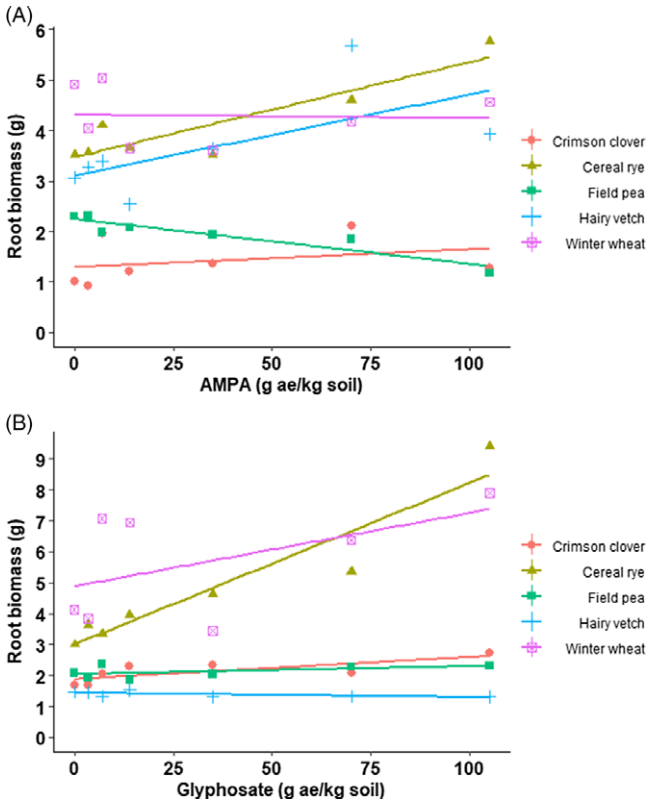 (A)
6
5
4
3
2
1
0
Root biomass (g)
0 25 50 75 100
AMPA (g ae/kg soil)
Crimson clover
Cereal rye
Field pea
Hairy vetch
Winter wheat
(B)
9
8
7
6
5
4
3
2
1
0
Root biomass (g)
0 25 50 75 100
Glyphosate (g ae/kg soil)
Crimson clover
Cereal rye
Field pea
Hairy vetch
Winter wheat